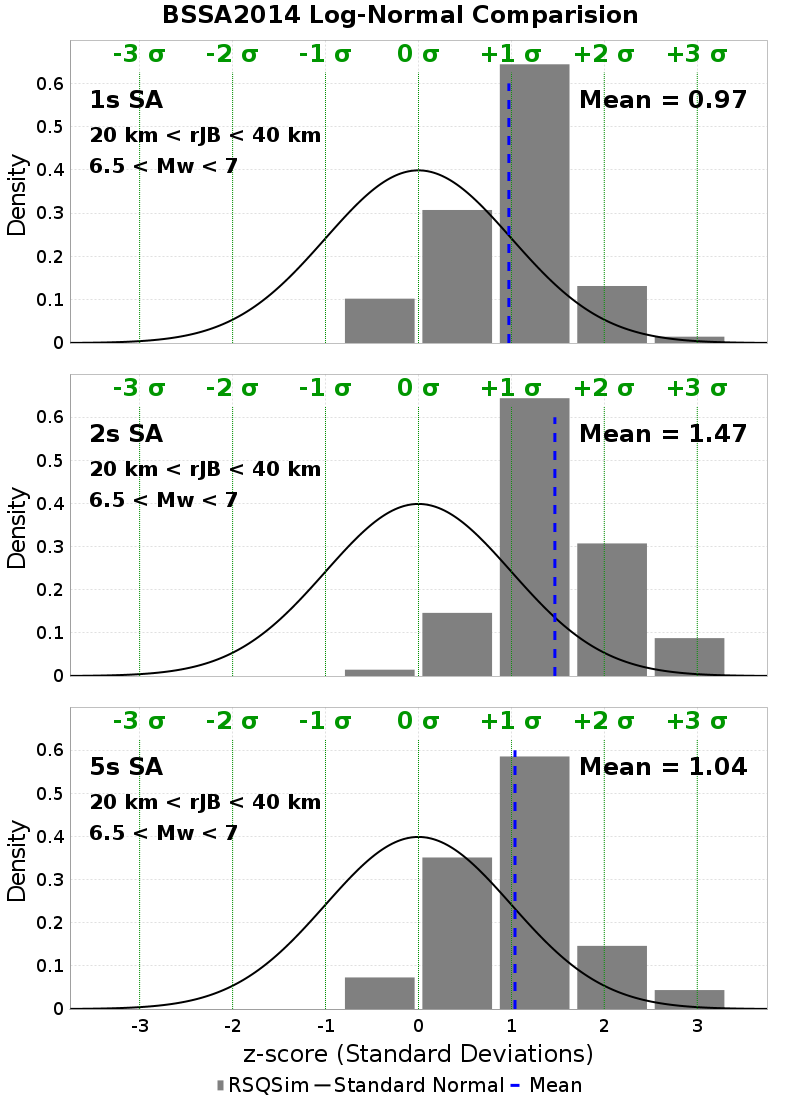 BSSA2014 Log-Normal Comparision
-3 σ -2 σ -1 σ 0 σ +1 σ +2 σ +3 σ
1s SA
Mean = 0.97
20 km < rJB < 40 km
6.5 < Mw < 7
Density
0.6
0.5
0.4
0.3
0.2
0.1
0
-3 σ -2 σ -1 σ 0 σ +1 σ +2 σ +3 σ
2s SA
Mean = 1.47
20 km < rJB < 40 km
6.5 < Mw < 7
Density
0.6
0.5
0.4
0.3
0.2
0.1
0
-3 σ -2 σ -1 σ 0 σ +1 σ +2 σ +3 σ
5s SA
Mean = 1.04
20 km < rJB < 40 km
6.5 < Mw < 7
Density
0.6
0.5
0.4
0.3
0.2
0.1
0
-3 -2 -1 0 1 2 3
z-score (Standard Deviations)
RSQSim Standard Normal Mean